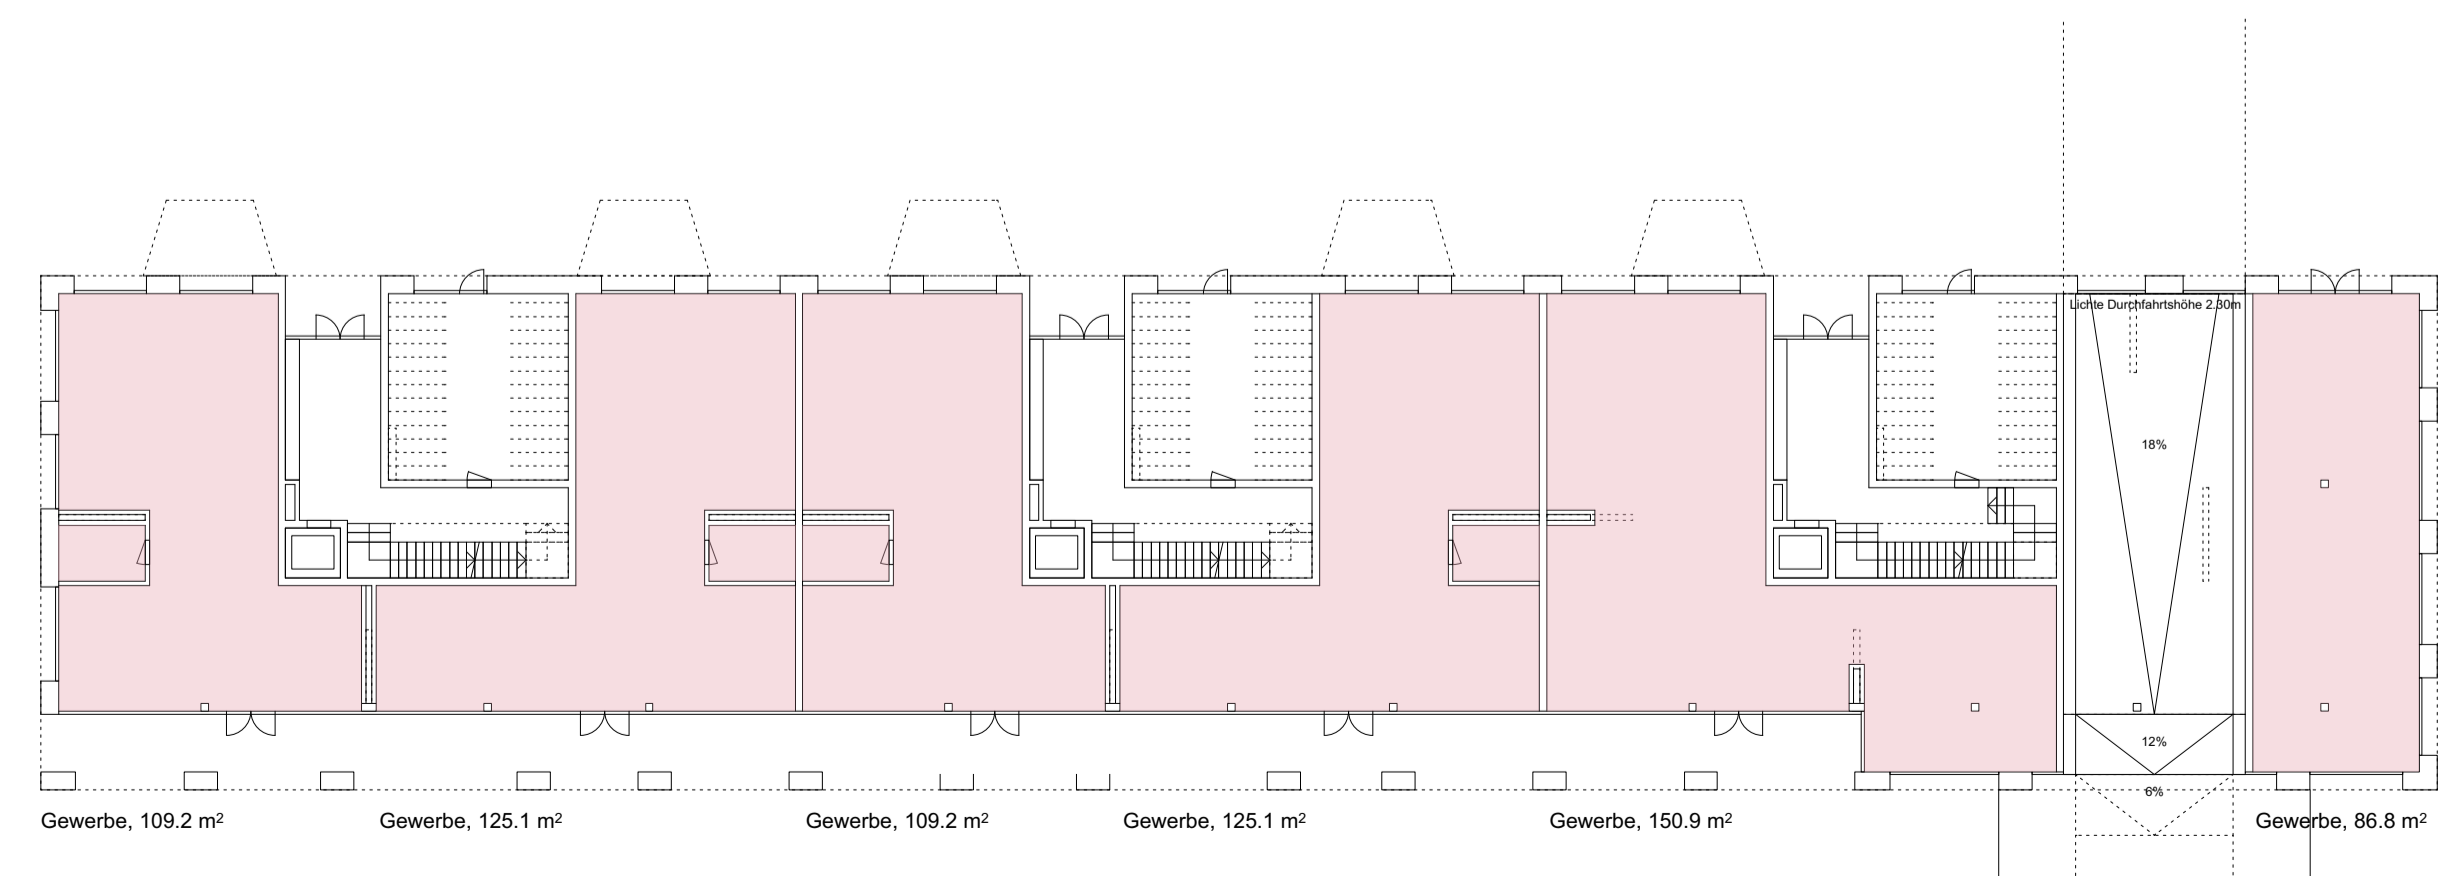 Lichte Durchfahrtshöhe 2.30m
18%
12%
6%
Gewerbe, 109.2 m²
Gewerbe, 125.1 m²
Gewerbe, 109.2 m²
Gewerbe, 125.1 m²
Gewerbe, 150.9 m²
Gewerbe, 86.8 m²